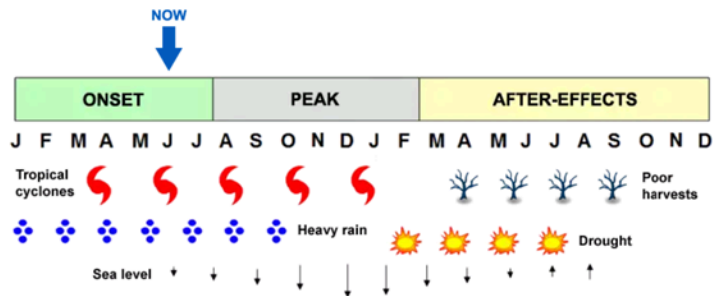 NOW
ONSET PEAK AFTER-EFFECTS
J F M A M J J A S O N D J F M A M J J A S O N D
Tropical
cyclones
Poor
harvests
Heavy rain
Drought
Sea level